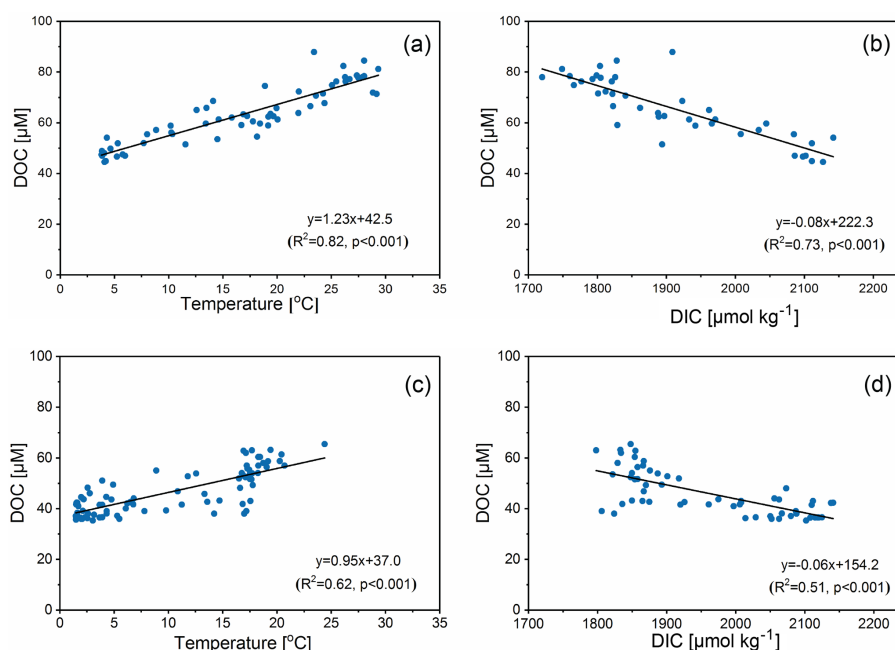 (a)
DOC [µM]
100
80
60
40
20
0
y=1.23x+42.5
(R²=0.82, p<0.001)
0 5 10 15 20 25 30 35
Temperature [°C]
(b)
DOC [µM]
100
80
60
40
20
0
y=-0.08x+222.3
(R²=0.73, p<0.001)
1700 1800 1900 2000 2100 2200
DIC [µmol kg⁻¹]
(c)
DOC [µM]
100
80
60
40
20
0
y=0.95x+37.0
(R²=0.62, p<0.001)
0 5 10 15 20 25 30 35
Temperature [°C]
(d)
DOC [µM]
100
80
60
40
20
0
y=-0.06x+154.2
(R²=0.51, p<0.001)
1700 1800 1900 2000 2100 2200
DIC [µmol kg⁻¹]